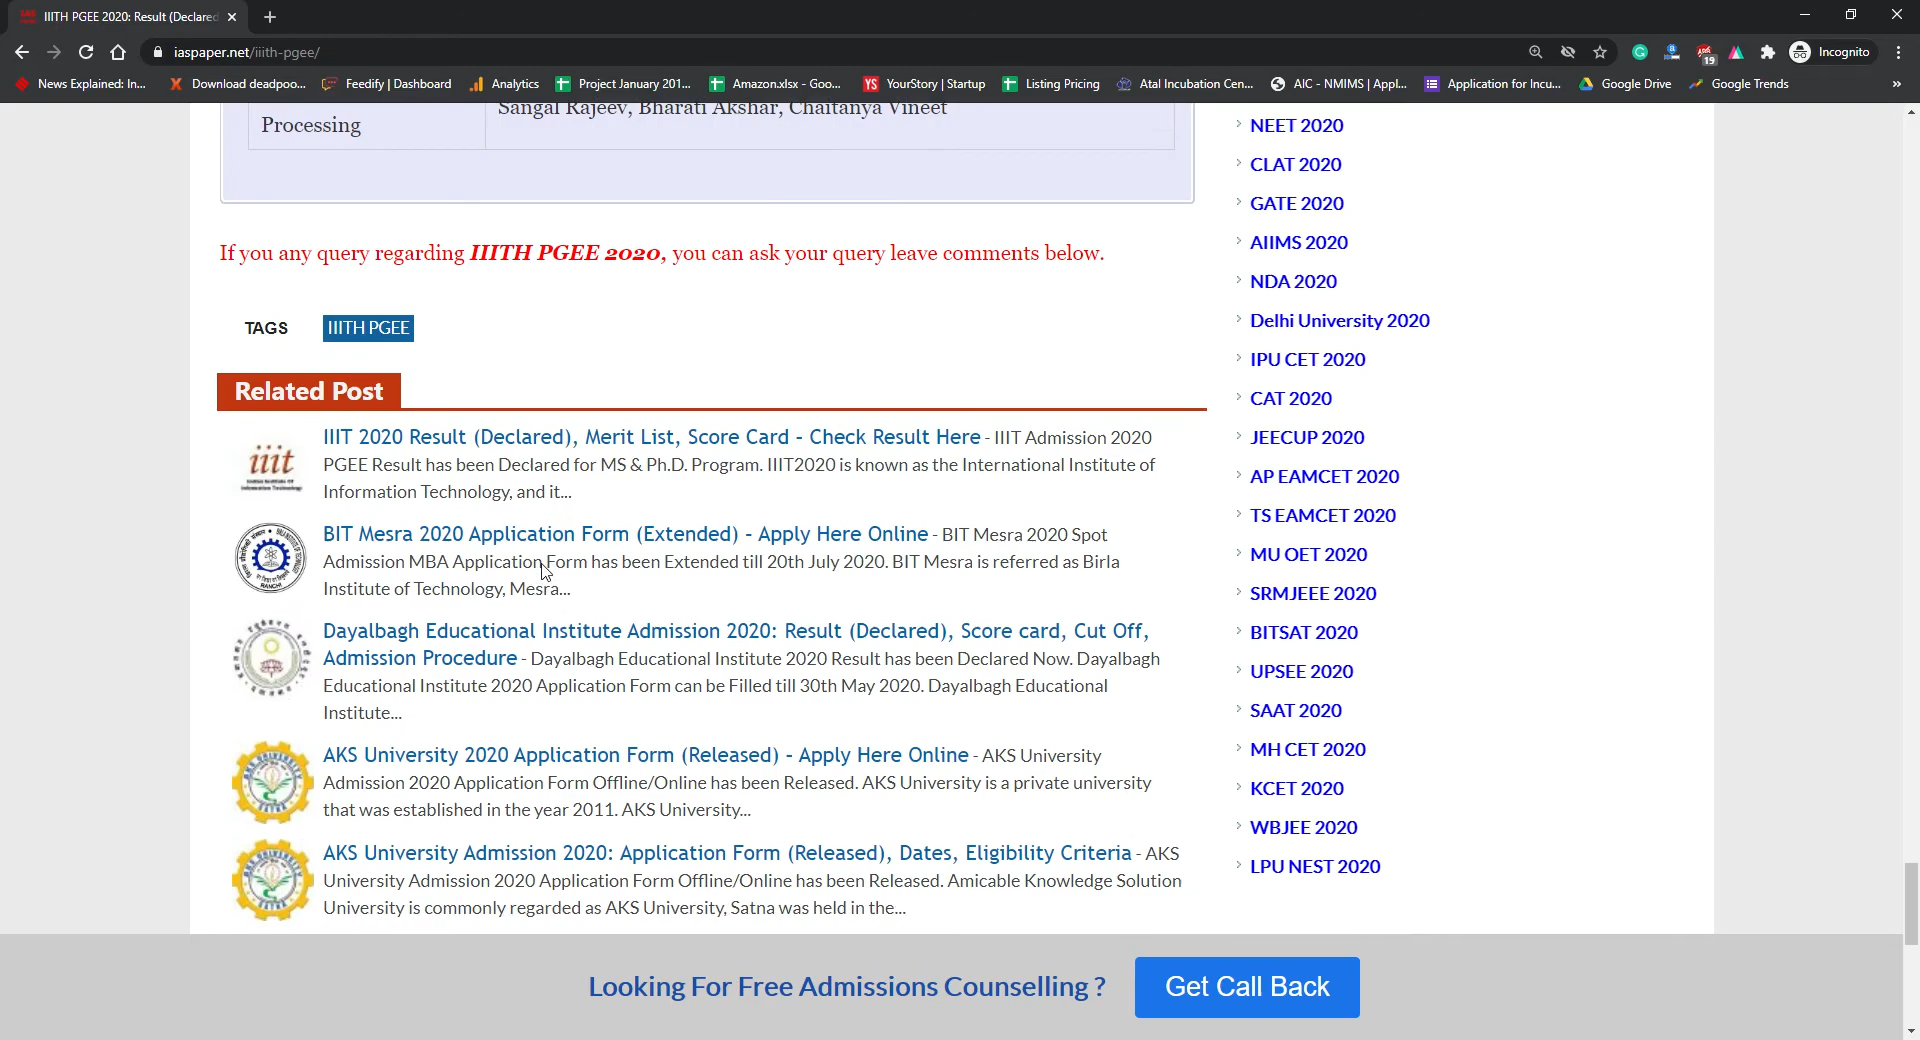 IIITH PGEE 2020: Result (Declared
iaspaper.net/iiith-pgee/
19
Incognito
News Explained: In...
Download deadpoo...
Feedify | Dashboard
Analytics
Project January 201...
Amazon.xlsx - Goo...
YourStory | Startup
Listing Pricing
Atal Incubation Cen...
AIC - NMIMS | Appl...
Application for Incu...
Google Drive
Google Trends
»
Sangal Rajeev, Bharati Akshar, Chaitanya Vineet
Processing
If you any query regarding IIITH PGEE 2020, you can ask your query leave comments below.
TAGS IIITH PGEE
Related Post
iiit
IIIT 2020 Result (Declared), Merit List, Score Card - Check Result Here - IIIT Admission 2020
PGEE Result has been Declared for MS & Ph.D. Program. IIIT2020 is known as the International Institute of
Information Technology, and it...
RANCHI
BIT Mesra 2020 Application Form (Extended) - Apply Here Online - BIT Mesra 2020 Spot
Admission MBA Application Form has been Extended till 20th July 2020. BIT Mesra is referred as Birla
Institute of Technology, Mesra...
Dayalbagh Educational Institute Admission 2020: Result (Declared), Score card, Cut Off,
Admission Procedure - Dayalbagh Educational Institute 2020 Result has been Declared Now. Dayalbagh
Educational Institute 2020 Application Form can be Filled till 30th May 2020. Dayalbagh Educational
Institute...
AKS University 2020 Application Form (Released) - Apply Here Online - AKS University
Admission 2020 Application Form Offline/Online has been Released. AKS University is a private university
that was established in the year 2011. AKS University...
AKS University Admission 2020: Application Form (Released), Dates, Eligibility Criteria - AKS
University Admission 2020 Application Form Offline/Online has been Released. Amicable Knowledge Solution
University is commonly regarded as AKS University, Satna was held in the...
NEET 2020
CLAT 2020
GATE 2020
AIIMS 2020
NDA 2020
Delhi University 2020
IPU CET 2020
CAT 2020
JEECUP 2020
AP EAMCET 2020
TS EAMCET 2020
MU OET 2020
SRMJEEE 2020
BITSAT 2020
UPSEE 2020
SAAT 2020
MH CET 2020
KCET 2020
WBJEE 2020
LPU NEST 2020
Looking For Free Admissions Counselling ?
Get Call Back